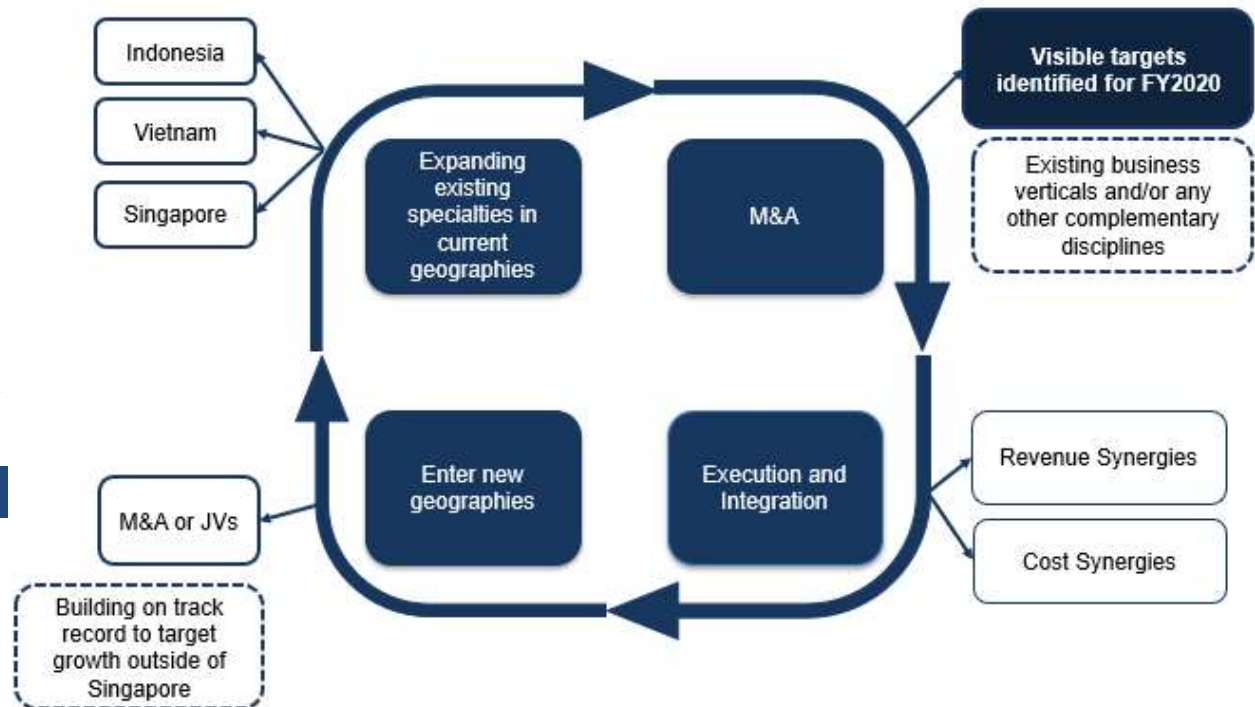 Indonesia
Vietnam
Singapore
Expanding
existing
specialties in
current
geographies
M&A
Visible targets
identified for FY2020
Existing business
verticals and/or any
other complementary
disciplines
Enter new
geographies
Execution and
Integration
Revenue Synergies
Cost Synergies
M&A or JVs
Building on track
record to target
growth outside of
Singapore